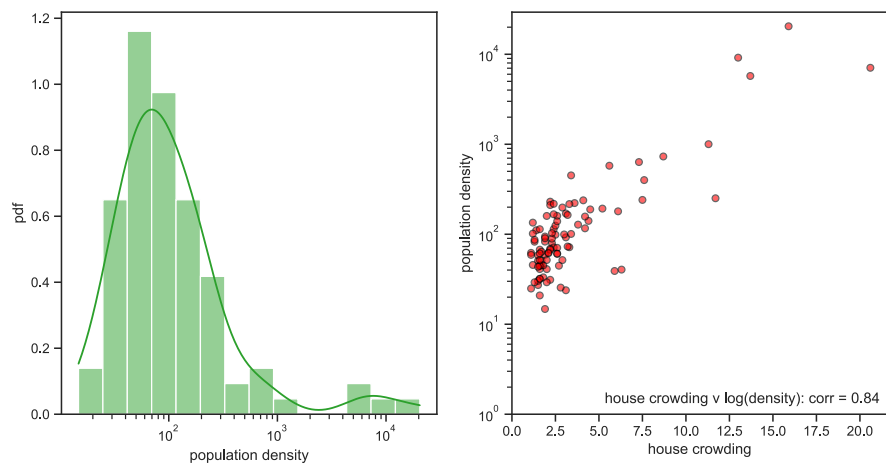 1.2
1.0
0.8
0.6
0.4
0.2
0.0
pdf
10²
10³
10⁴
population density
10⁴
10³
10²
10¹
10⁰
population density
house crowding v log(density): corr = 0.84
0.0 2.5 5.0 7.5 10.0 12.5 15.0 17.5 20.0
house crowding